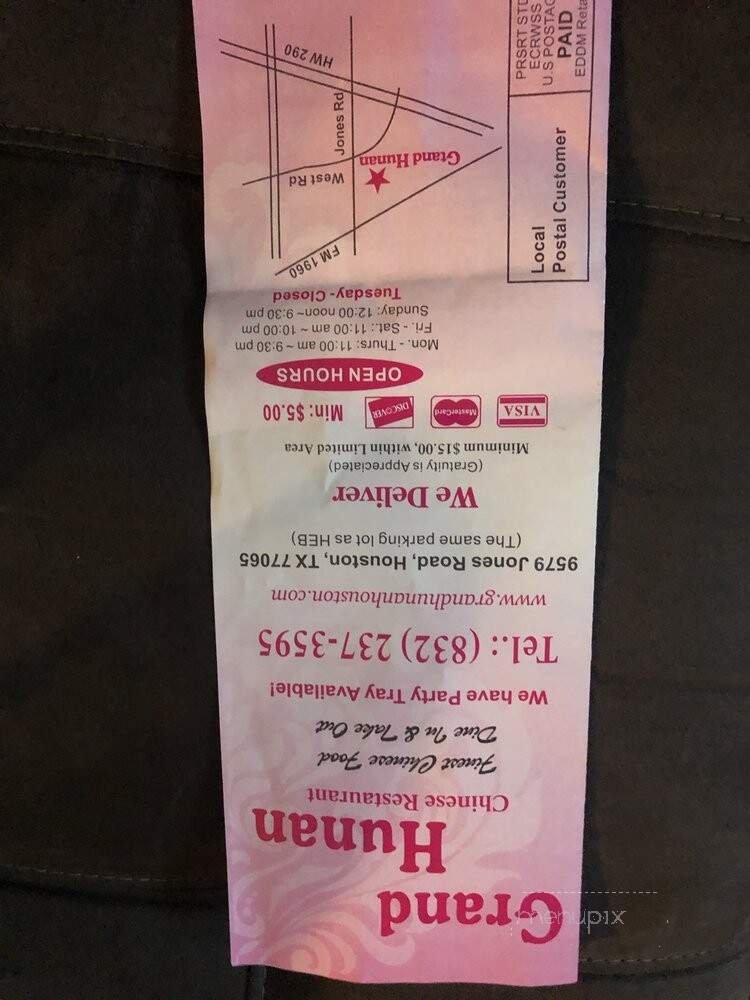 Grand
Hunan
Chinese Restaurant
Finest Chinese Food
Dine In & Take Out
We have Party Tray Available!
Tel.: (832) 237-3595
www.grandhunanhouston.com
9579 Jones Road, Houston, TX 77065
(The same parking lot as HEB)
We Deliver
(Gratuity is Appreciated)
Minimum $15.00, within Limited Area
VISA MasterCard DISCOVER Min: $5.00
OPEN HOURS
Mon. - Thurs: 11:00 am ~ 9:30 pm
Fri. - Sat.: 11:00 am ~ 10:00 pm
Sunday: 12:00 noon~ 9:30 pm
Tuesday - Closed
FM 1960
West Rd
Grand Hunan
Jones Rd
HW 290
PRSRT STD
ECRWSS
U.S POSTAG
PAID
EDDM Reta
Local
Postal Customer
menupix